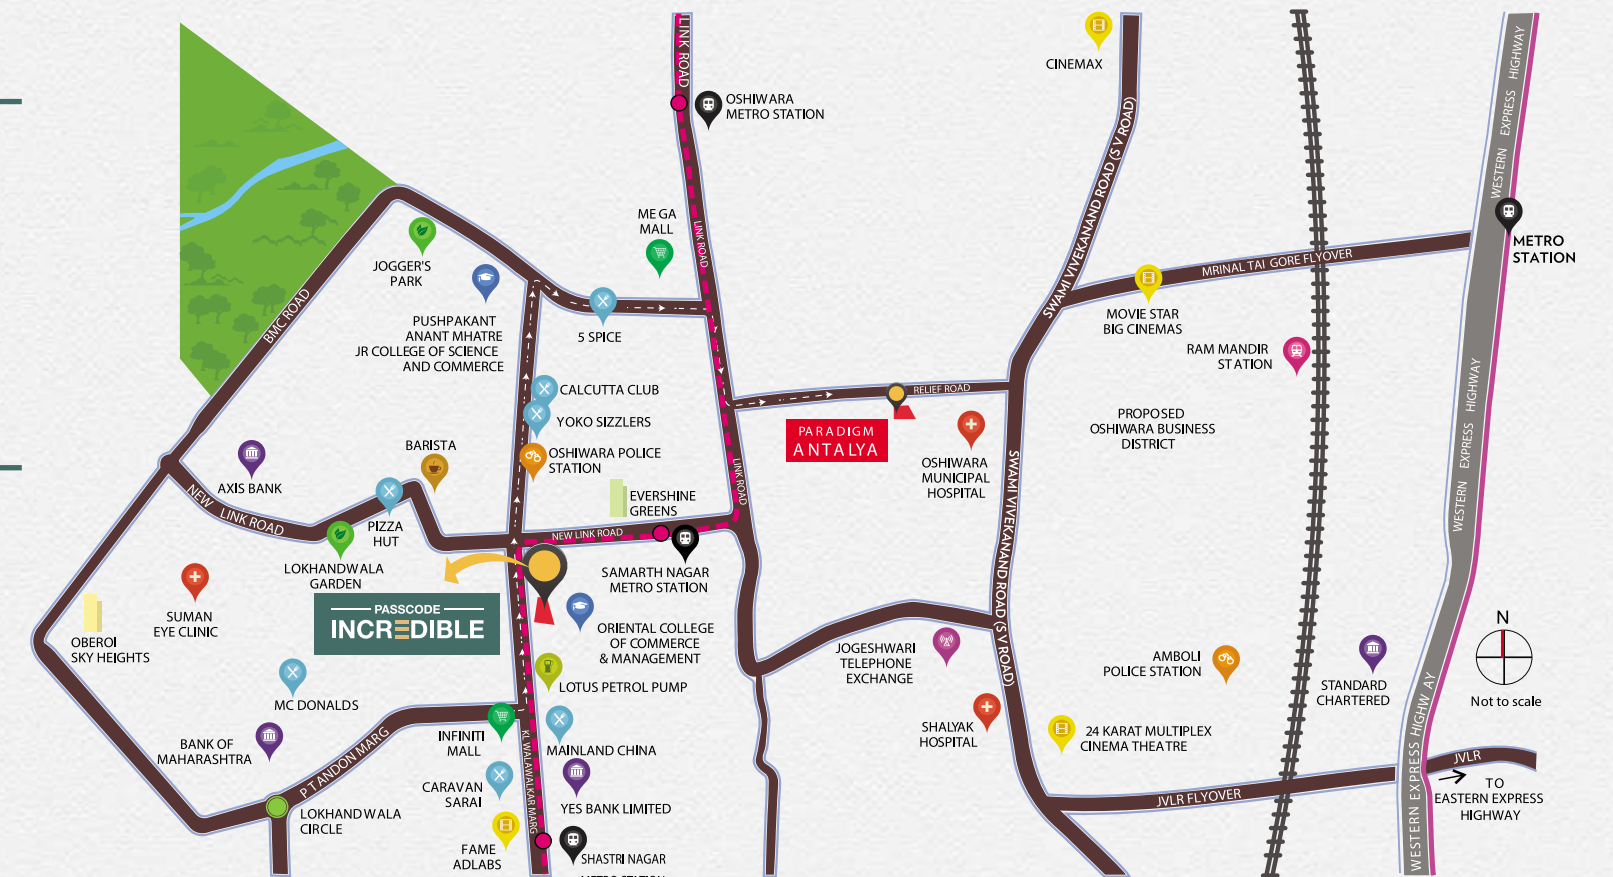 LINK ROAD
CINEMAX
OSHIWARA
METRO STATION
SWAMI VIVEKANAND ROAD (S V ROAD)
WESTERN EXPRESS HIGHWAY
ME GA
MALL
LINK ROAD
METRO
STATION
JOGGER'S
PARK
MRINAL TAI GORE FLYOVER
BMC ROAD
PUSHPAKANT
ANANT MHATRE
JR COLLEGE OF SCIENCE
AND COMMERCE
5 SPICE
MOVIE STAR
BIG CINEMAS
RAM MANDIR
STATION
CALCUTTA CLUB
RELIEF ROAD
YOKO SIZZLERS
PARADIGM
ANTALYA
PROPOSED
OSHIWARA BUSINESS
DISTRICT
WESTERN EXPRESS HIGHWAY
BARISTA
OSHIWARA POLICE
STATION
OSHIWARA
MUNICIPAL
HOSPITAL
AXIS BANK
LINK ROAD
NEW LINK ROAD
EVERSHINE
GREENS
PIZZA
HUT
NEW LINK ROAD
LOKHANDWALA
GARDEN
SAMARTH NAGAR
METRO STATION
SWAMI VIVEKANAND ROAD (S V ROAD)
SUMAN
EYE CLINIC
PASSCODE
INCREDIBLE
ORIENTAL COLLEGE
OF COMMERCE
& MANAGEMENT
OBEROI
SKY HEIGHTS
JOGESHWARI
TELEPHONE
EXCHANGE
AMBOLI
POLICE STATION
STANDARD
CHARTERED
N
Not to scale
LOTUS PETROL PUMP
MC DONALDS
SHALYAK
HOSPITAL
24 KARAT MULTIPLEX
CINEMA THEATRE
INFINITI
MALL
MAINLAND CHINA
BANK OF
MAHARASHTRA
P T ANDON MARG
KL WALAWALKAR MARG
WESTERN EXPRESS HIGHW AY
JVLR
TO
EASTERN EXPRESS
HIGHWAY
CARAVAN
SARAI
YES BANK LIMITED
JVLR FLYOVER
LOKHANDWALA
CIRCLE
FAME
ADLABS
SHASTRI NAGAR
METRO STATION